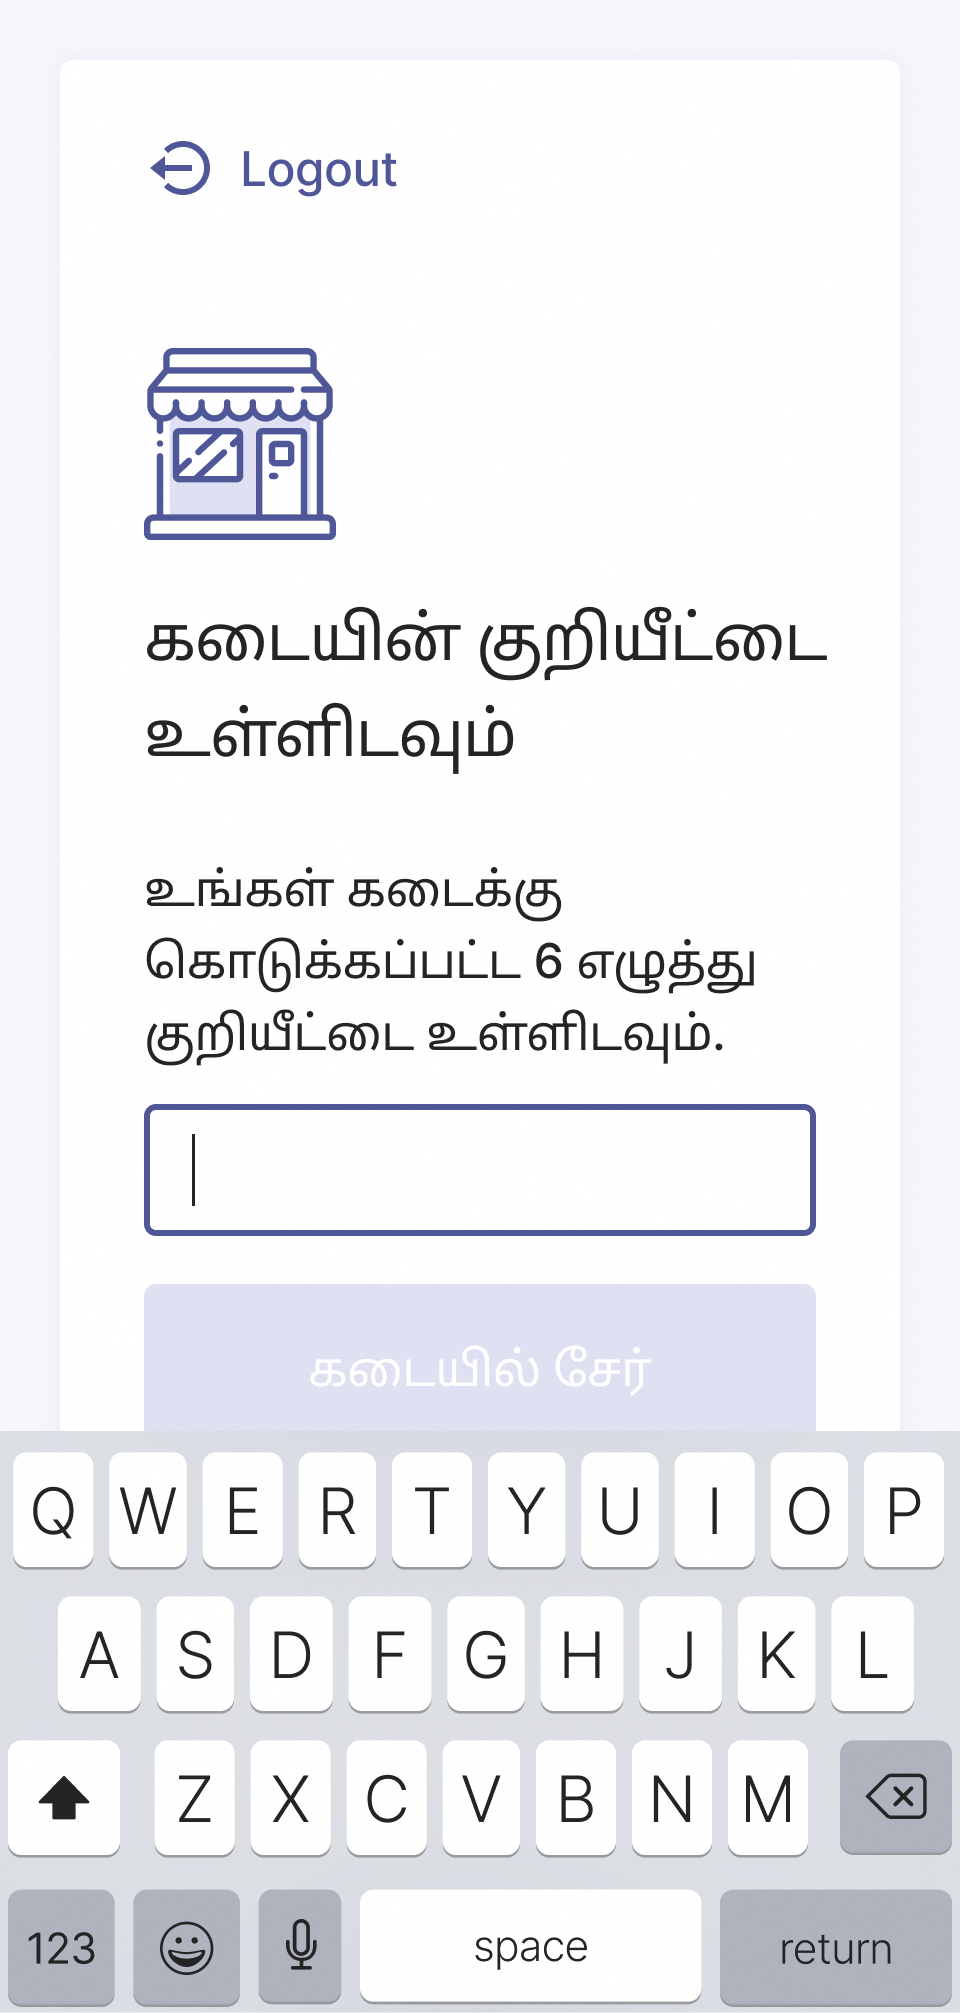 Logout
கடையின் குறியீட்டை
உள்ளிடவும்
உங்கள் கடைக்கு
கொடுக்கப்பட்ட 6 எழுத்து
குறியீட்டை உள்ளிடவும்.
கடையில் சேர்
Q W E R T Y U I O P
A S D F G H J K L
Z X C V B N M
123 space return